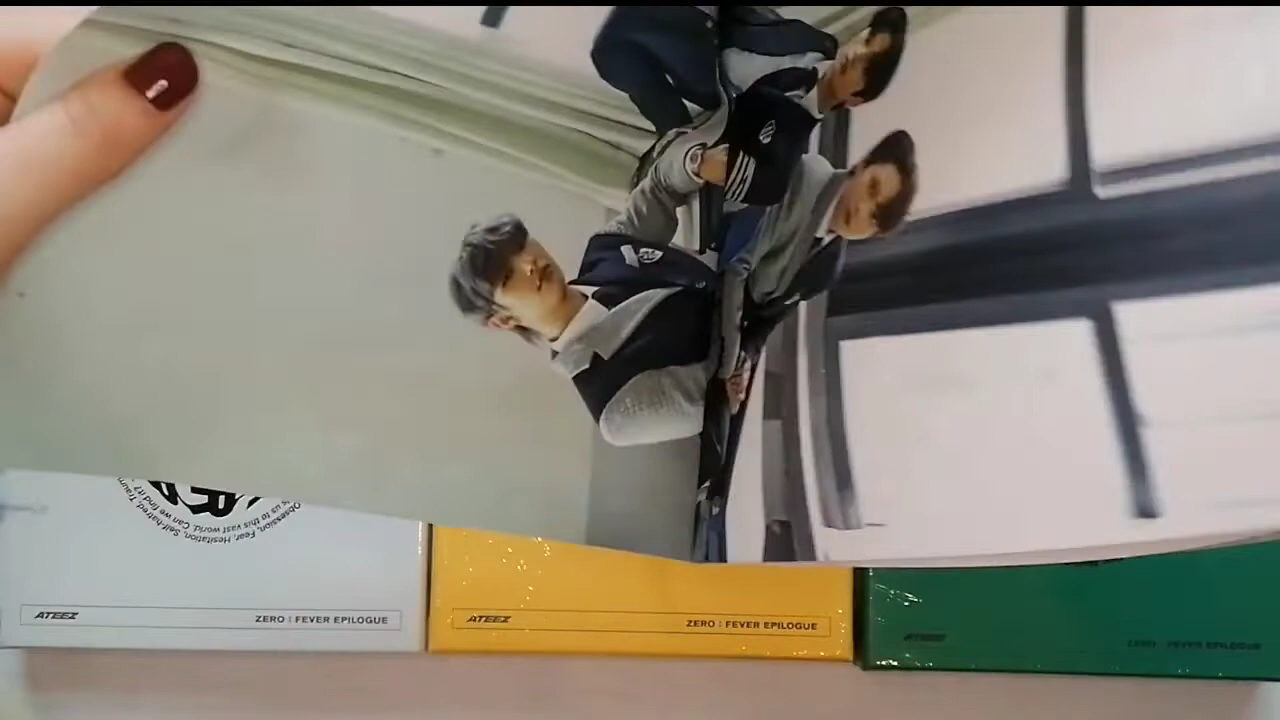 Obsession, Fear, Hesitation, Self-hatred, Traum
s us to this vast world. Can we find it?
ATEEZ
ZERO : FEVER EPILOGUE
ATEEZ
ZERO : FEVER EPILOGUE
ATEEZ
ZERO : FEVER EPILOGUE